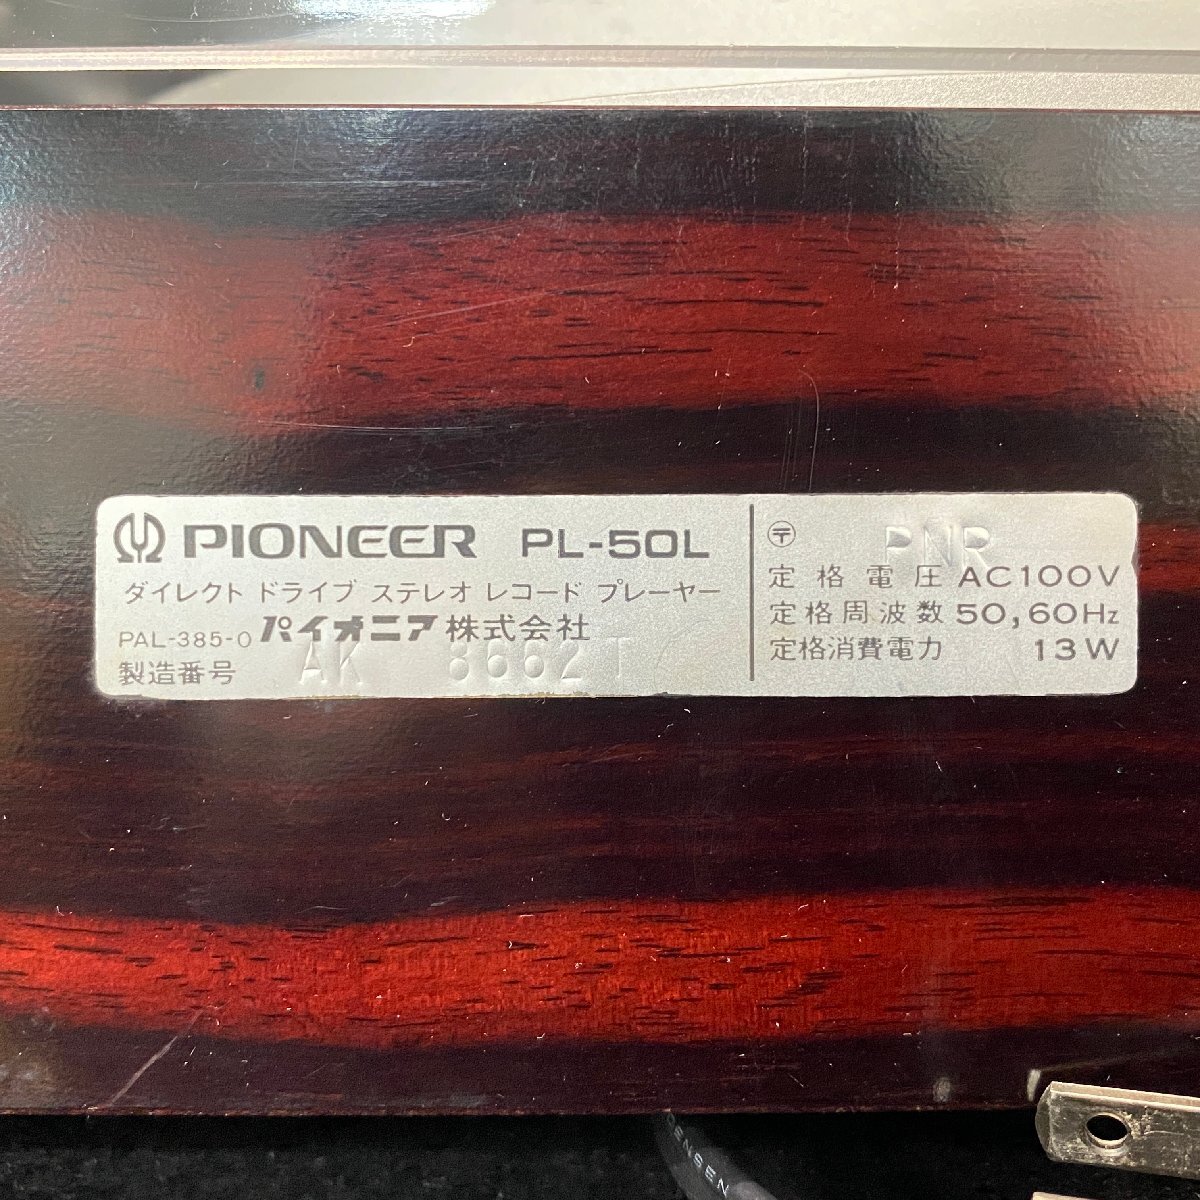 PIONEER PL-50L
ダイレクト ドライブ ステレオ レコード プレーヤー
PAL-385-0 パイオニア株式会社
製造番号 AK 8662T
〒 PNR
定格電圧 AC100V
定格周波数 50,60Hz
定格消費電力 13W
DENSEN